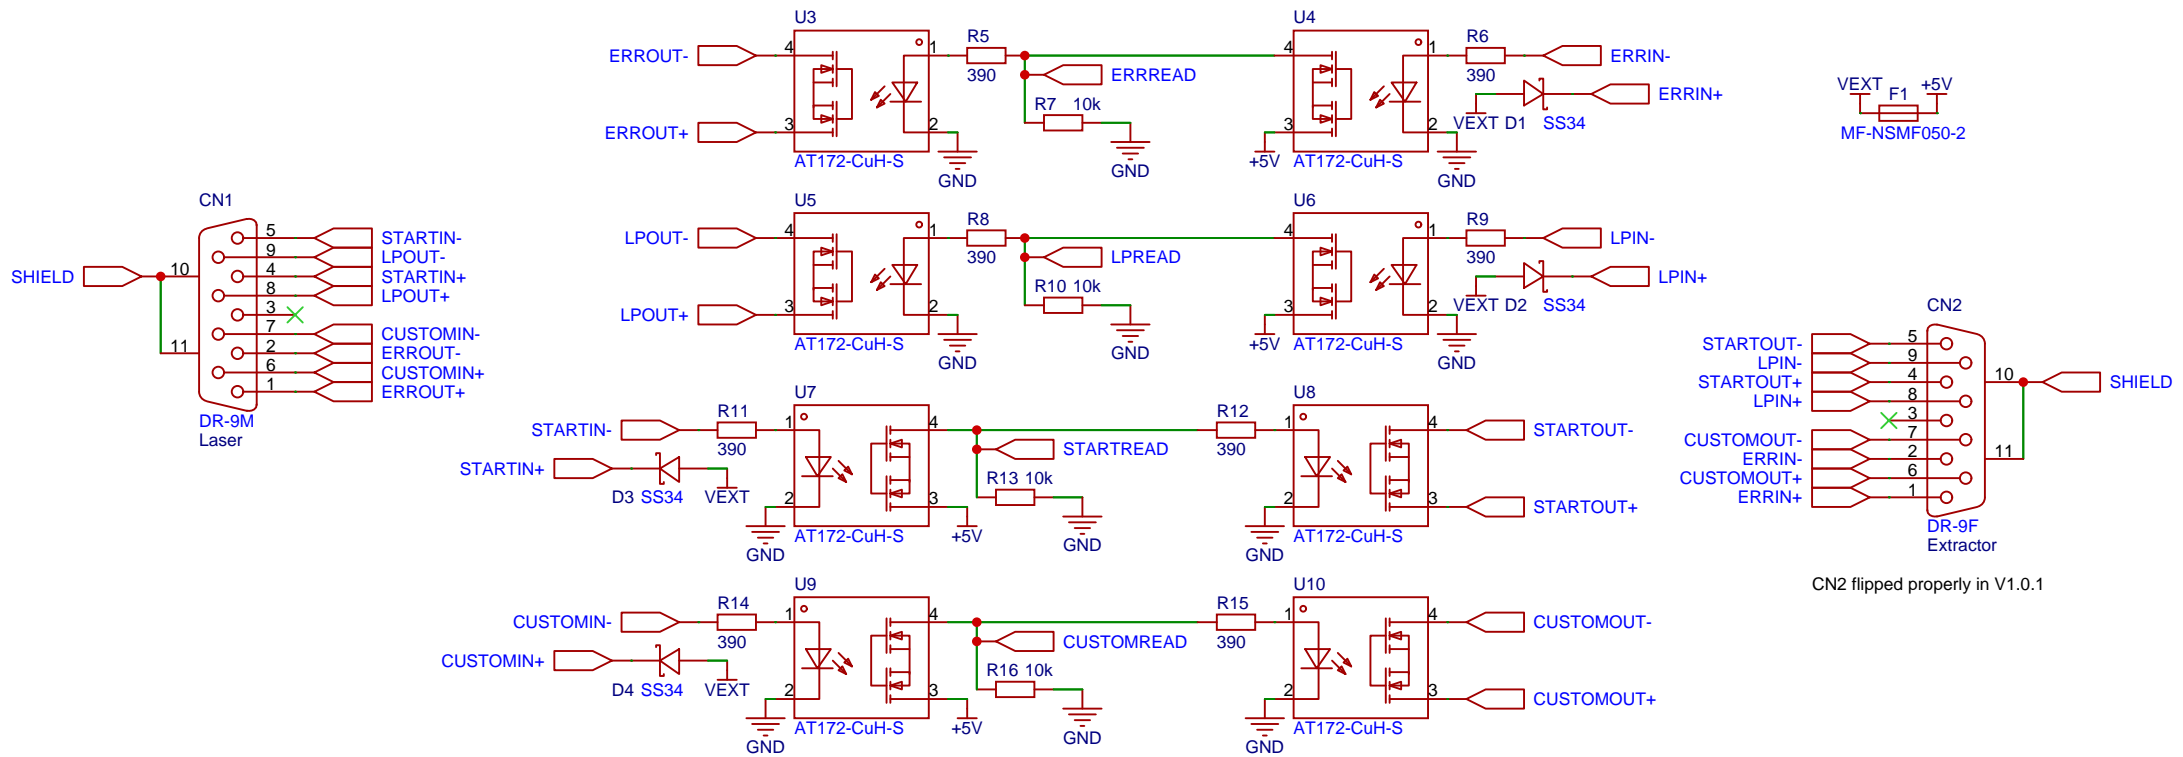 U3
ERROUT-
4
1
R5
390
ERRREAD
R7 10k
GND
ERROUT+
3
2
AT172-CuH-S
GND
U4
4
1
R6
390
ERRIN-
ERRIN+
VEXT D1 SS34
3
2
+5V
AT172-CuH-S
GND
VEXT
F1
+5V
MF-NSMF050-2
CN1
5 STARTIN-
9 LPOUT-
4 STARTIN+
8 LPOUT+
3
7 CUSTOMIN-
2 ERROUT-
6 CUSTOMIN+
1 ERROUT+
SHIELD
10
11
DR-9M
Laser
U5
LPOUT-
4
1
R8
390
LPREAD
R10 10k
GND
LPOUT+
3
2
AT172-CuH-S
GND
U6
4
1
R9
390
LPIN-
LPIN+
VEXT D2 SS34
3
2
+5V
AT172-CuH-S
GND
U7
STARTIN-
R11
390
1
4
STARTREAD
STARTIN+
D3 SS34 VEXT
2
3
R13 10k
GND
AT172-CuH-S
+5V
GND
U8
R12
390
1
4
STARTOUT-
2
3
STARTOUT+
GND
AT172-CuH-S
CN2
STARTOUT- 5
LPIN- 9
STARTOUT+ 4
LPIN+ 8
3
CUSTOMOUT- 7
ERRIN- 2
CUSTOMOUT+ 6
ERRIN+ 1
10
11
SHIELD
DR-9F
Extractor
CN2 flipped properly in V1.0.1
U9
CUSTOMIN-
R14
390
1
4
CUSTOMREAD
CUSTOMIN+
D4 SS34 VEXT
2
3
R16 10k
GND
AT172-CuH-S
+5V
GND
U10
R15
390
1
4
CUSTOMOUT-
2
3
CUSTOMOUT+
GND
AT172-CuH-S